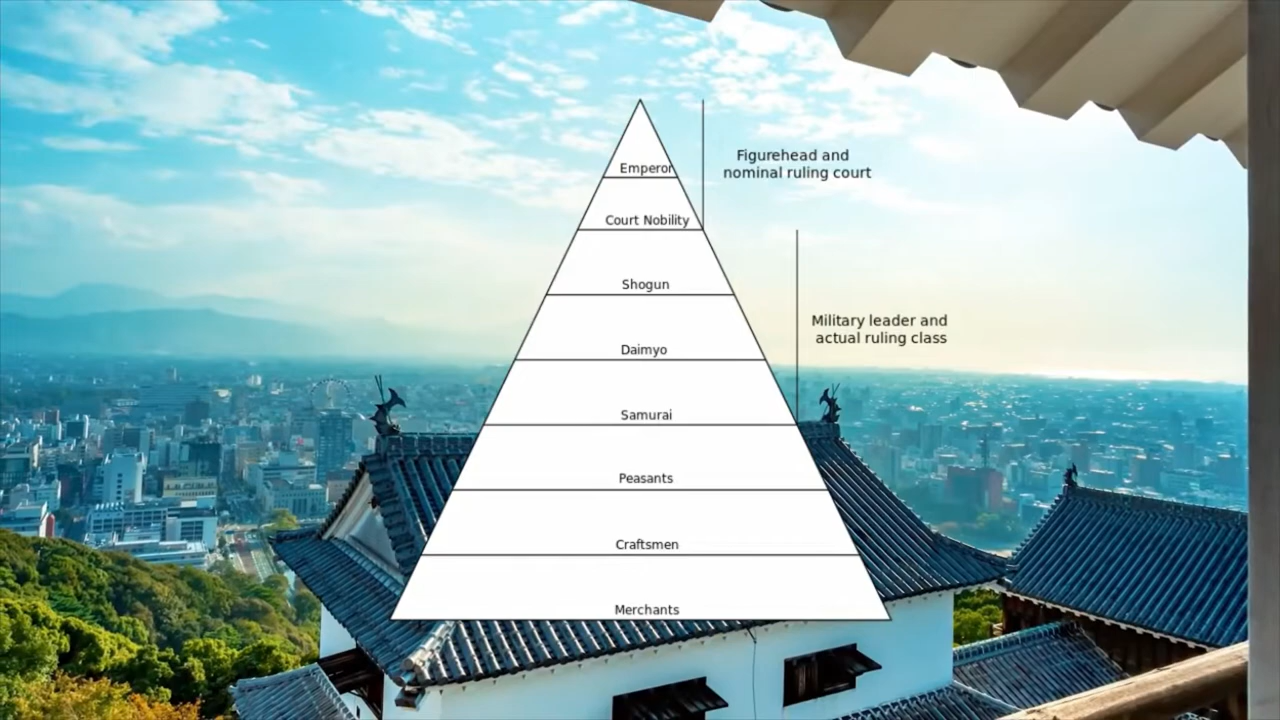 Emperor
Court Nobility
Shogun
Daimyo
Samurai
Peasants
Craftsmen
Merchants
Figurehead and
nominal ruling court
Military leader and
actual ruling class